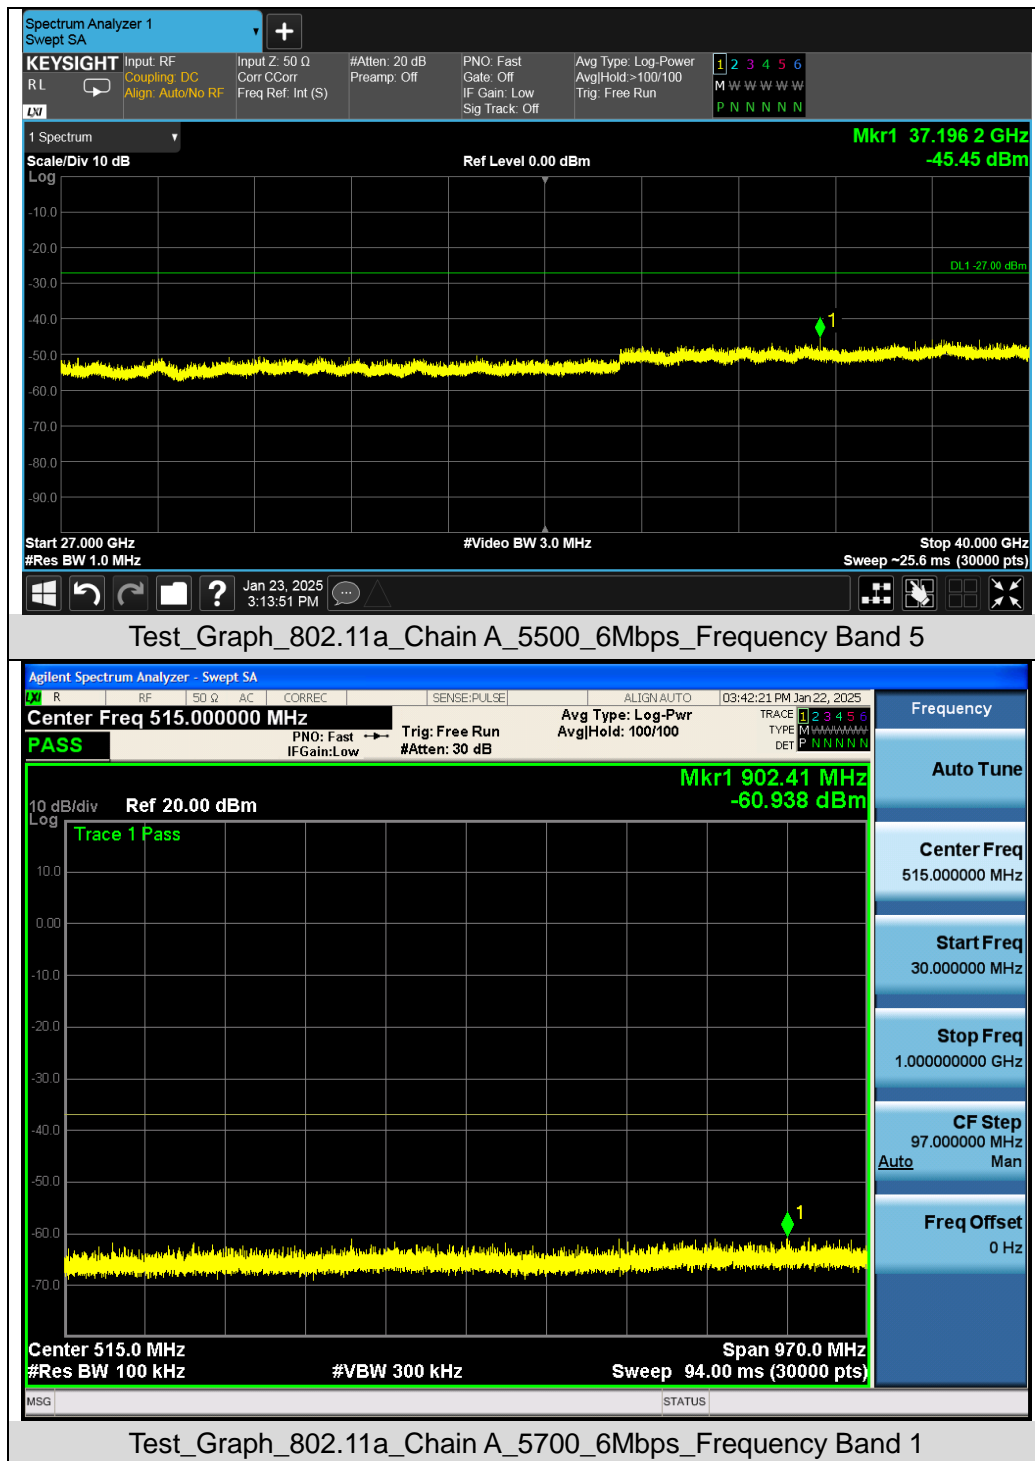 Spectrum Analyzer 1
Swept SA
KEYSIGHT
R L
LXI
Input: RF
Coupling: DC
Align: Auto/No RF
Input Z: 50 Ω
Corr CCorr
Freq Ref: Int (S)
#Atten: 20 dB
Preamp: Off
PNO: Fast
Gate: Off
IF Gain: Low
Sig Track: Off
Avg Type: Log-Power
Avg|Hold:>100/100
Trig: Free Run
1 2 3 4 5 6
M W W W W W
P N N N N N
1 Spectrum
Mkr1 37.196 2 GHz
Scale/Div 10 dB
Ref Level 0.00 dBm
-45.45 dBm
Log
-10.0
-20.0
DL1 -27.00 dBm
-30.0
-40.0
1
-50.0
-60.0
-70.0
-80.0
-90.0
Start 27.000 GHz
#Video BW 3.0 MHz
Stop 40.000 GHz
#Res BW 1.0 MHz
Sweep ~25.6 ms (30000 pts)
?
Jan 23, 2025
3:13:51 PM
Test_Graph_802.11a_Chain A_5500_6Mbps_Frequency Band 5
Agilent Spectrum Analyzer - Swept SA
LXI R RF 50 Ω AC CORREC SENSE:PULSE ALIGN AUTO 03:42:21 PM Jan 22, 2025
Center Freq 515.000000 MHz
PASS
PNO: Fast
IFGain:Low
Trig: Free Run
#Atten: 30 dB
Avg Type: Log-Pwr
Avg|Hold: 100/100
TRACE 1 2 3 4 5 6
TYPE M W W W W W
DET P N N N N N
Mkr1 902.41 MHz
-60.938 dBm
10 dB/div
Ref 20.00 dBm
Log
Trace 1 Pass
10.0
0.00
-10.0
-20.0
-30.0
-40.0
-50.0
1
-60.0
-70.0
Center 515.0 MHz
Span 970.0 MHz
#Res BW 100 kHz
#VBW 300 kHz
Sweep 94.00 ms (30000 pts)
MSG
STATUS
Frequency
Auto Tune
Center Freq
515.000000 MHz
Start Freq
30.000000 MHz
Stop Freq
1.000000000 GHz
CF Step
97.000000 MHz
Auto Man
Freq Offset
0 Hz
Test_Graph_802.11a_Chain A_5700_6Mbps_Frequency Band 1